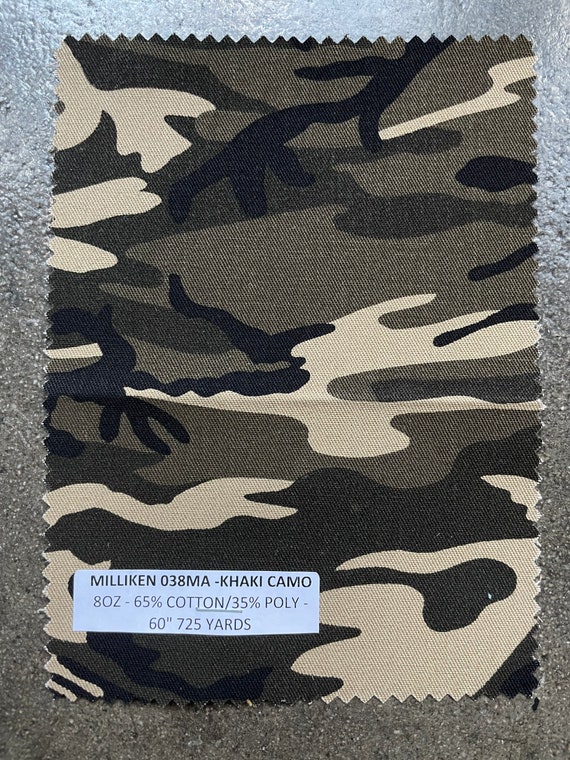 MILLIKEN 038MA -KHAKI CAMO
8OZ - 65% COTTON/35% POLY -
60" 725 YARDS